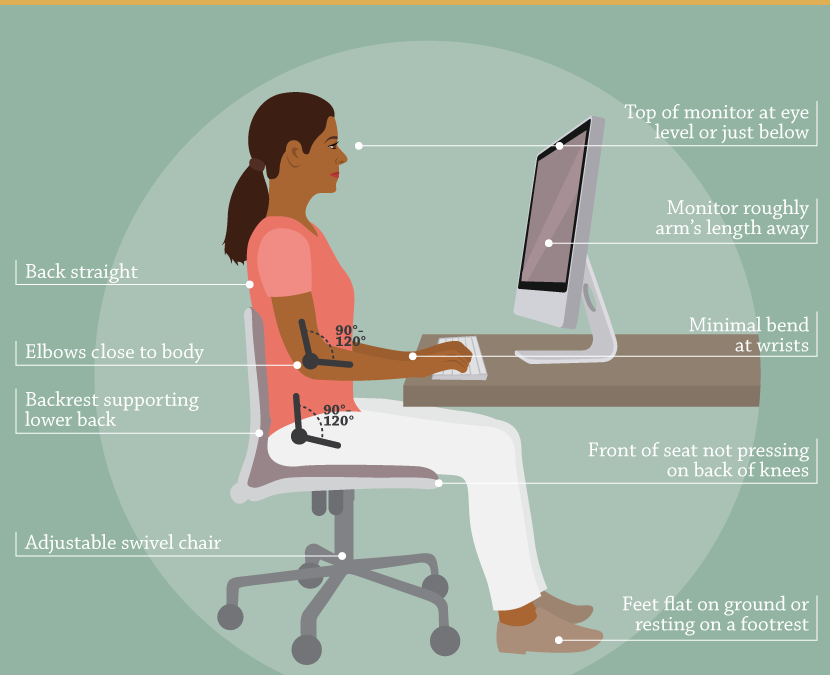 Top of monitor at eye
level or just below
Monitor roughly
arm's length away
Back straight
90°–
120°
Minimal bend
at wrists
Elbows close to body
Backrest supporting
lower back
90°–
120°
Front of seat not pressing
on back of knees
Adjustable swivel chair
Feet flat on ground or
resting on a footrest